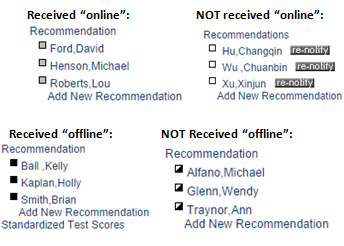 Received “online”:
Recommendation
Ford,David
Henson,Michael
Roberts,Lou
Add New Recommendation
NOT received “online”:
Recommendations
Hu,Changqin re-notify
Wu ,Chuanbin re-notify
Xu,Xinjun re-notify
Add New Recommendation
Received “offline”:
Recommendation
Ball ,Kelly
Kaplan,Holly
Smith,Brian
Add New Recommendation
Standardized Test Scores
NOT Received “offline”:
Recommendation
Alfano,Michael
Glenn,Wendy
Traynor,Ann
Add New Recommendation